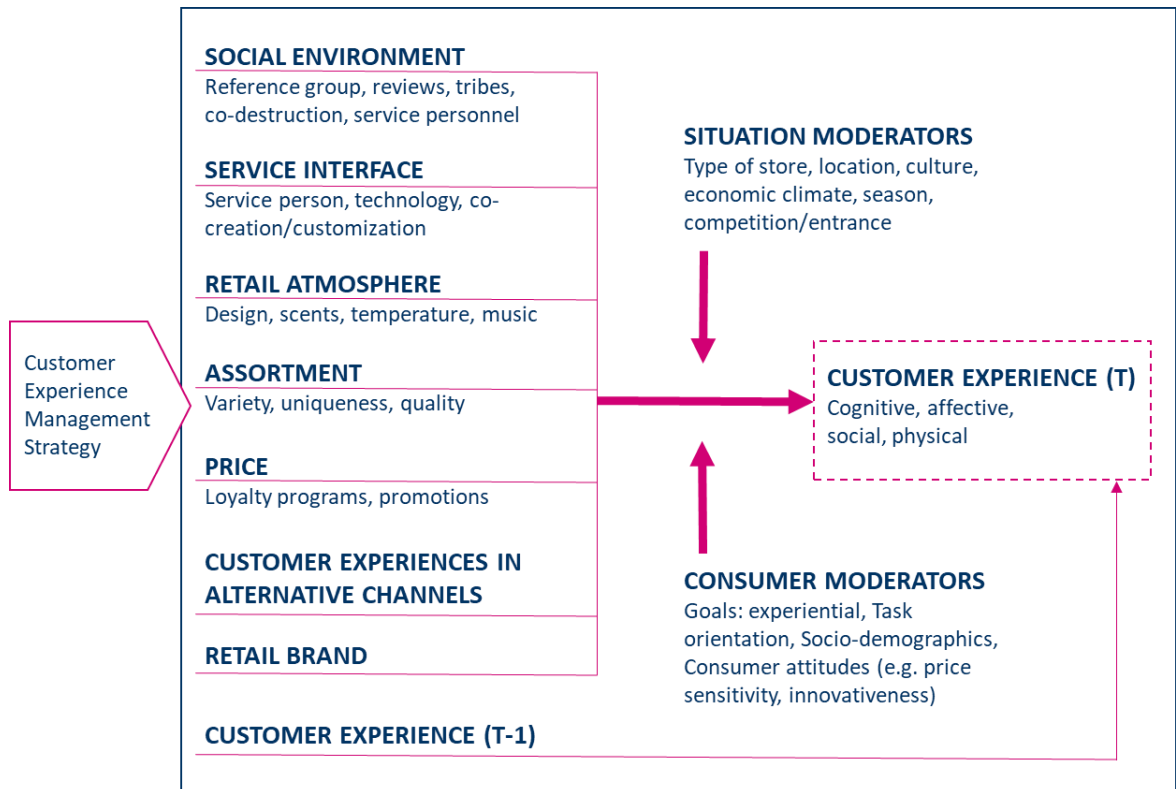 Customer
Experience
Management
Strategy
SOCIAL ENVIRONMENT
Reference group, reviews, tribes,
co-destruction, service personnel
SERVICE INTERFACE
Service person, technology, co-
creation/customization
RETAIL ATMOSPHERE
Design, scents, temperature, music
ASSORTMENT
Variety, uniqueness, quality
PRICE
Loyalty programs, promotions
CUSTOMER EXPERIENCES IN
ALTERNATIVE CHANNELS
RETAIL BRAND
CUSTOMER EXPERIENCE (T-1)
SITUATION MODERATORS
Type of store, location, culture,
economic climate, season,
competition/entrance
CONSUMER MODERATORS
Goals: experiential, Task
orientation, Socio-demographics,
Consumer attitudes (e.g. price
sensitivity, innovativeness)
CUSTOMER EXPERIENCE (T)
Cognitive, affective,
social, physical